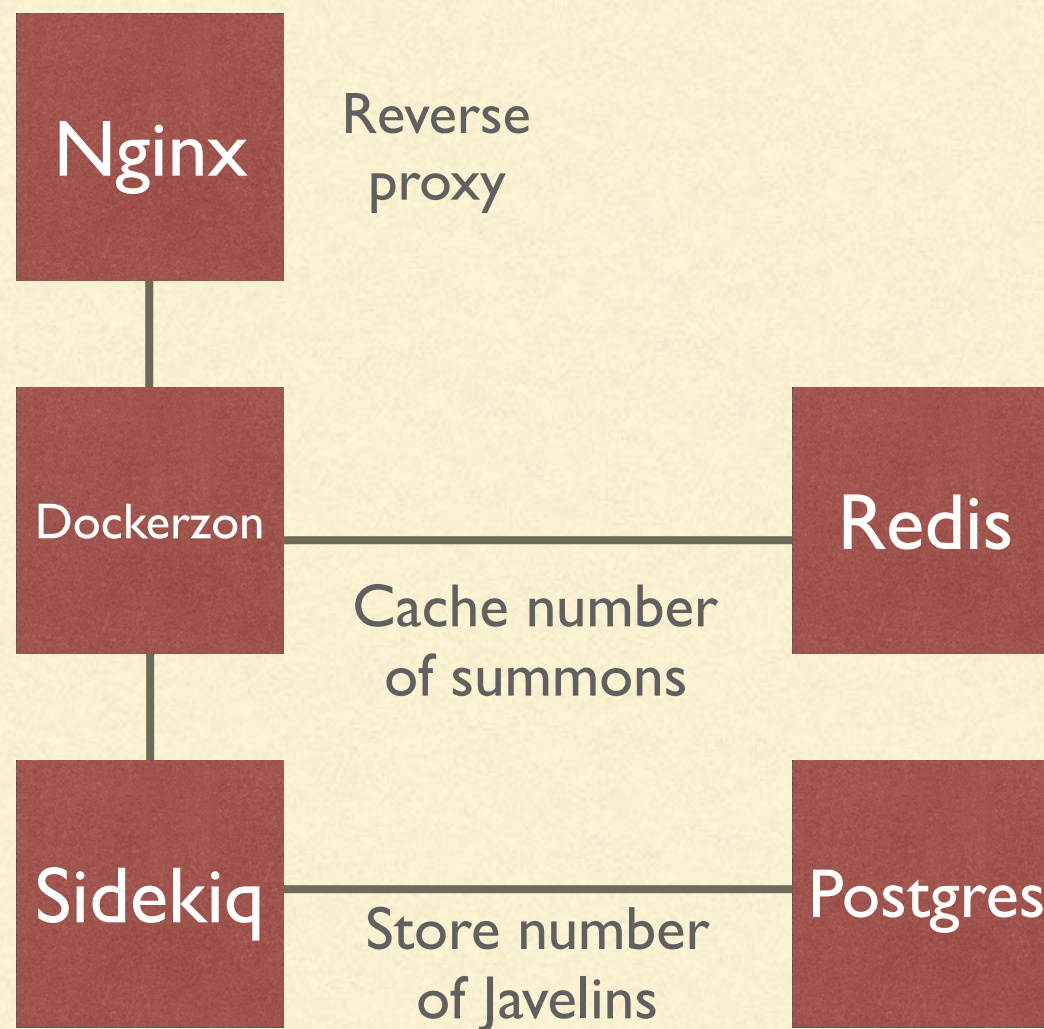 Nginx
Reverse
proxy
Dockerzon
Redis
Cache number
of summons
Sidekiq
Postgres
Store number
of Javelins